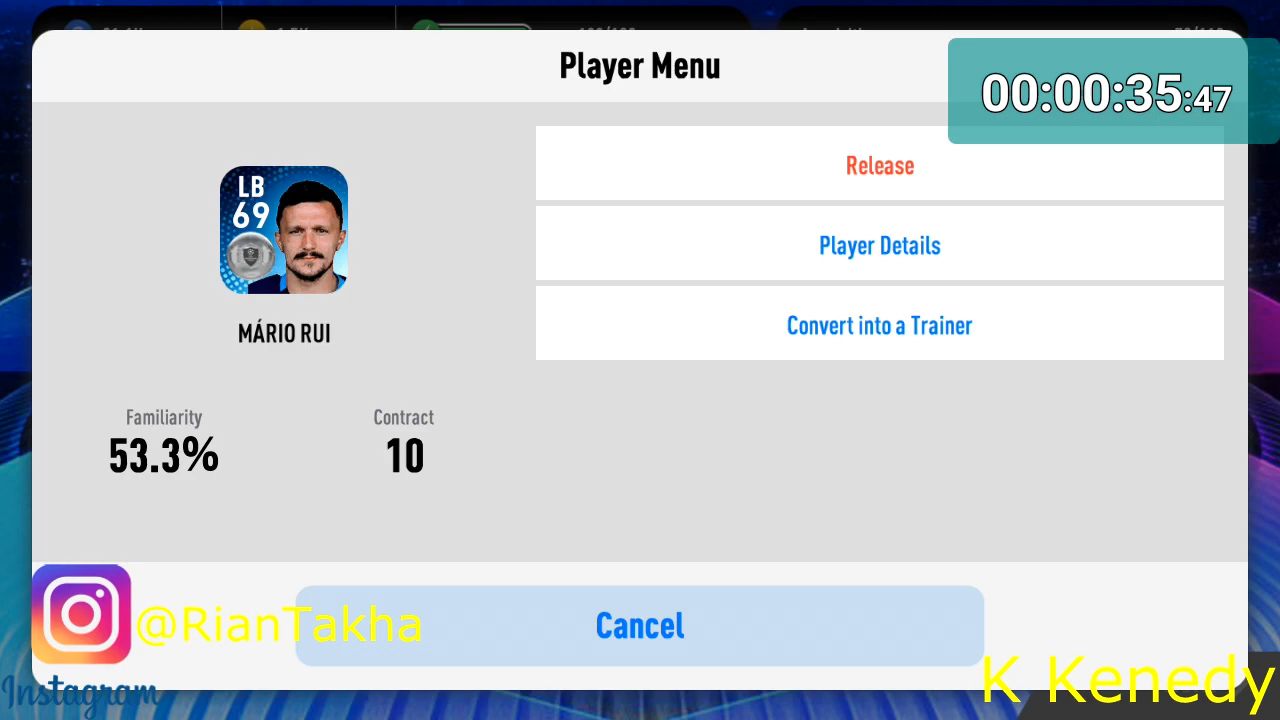 Player Menu
00:00:35:47
Release
LB
69
Player Details
MÁRIO RUI
Convert into a Trainer
Familiarity
Contract
53.3%
10
@RianTakha
Cancel
K Kenedy
Instagram